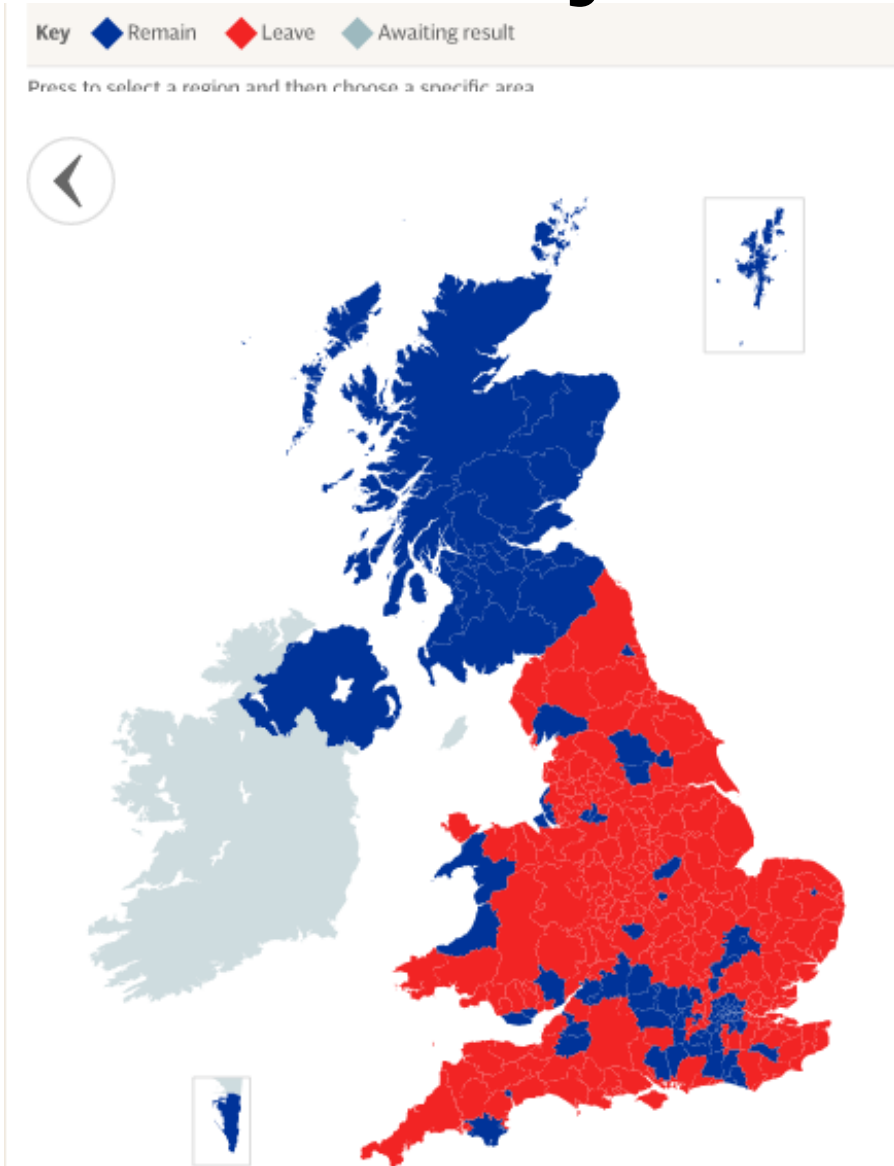 Key Remain Leave Awaiting result
Press to select a region and then choose a specific area